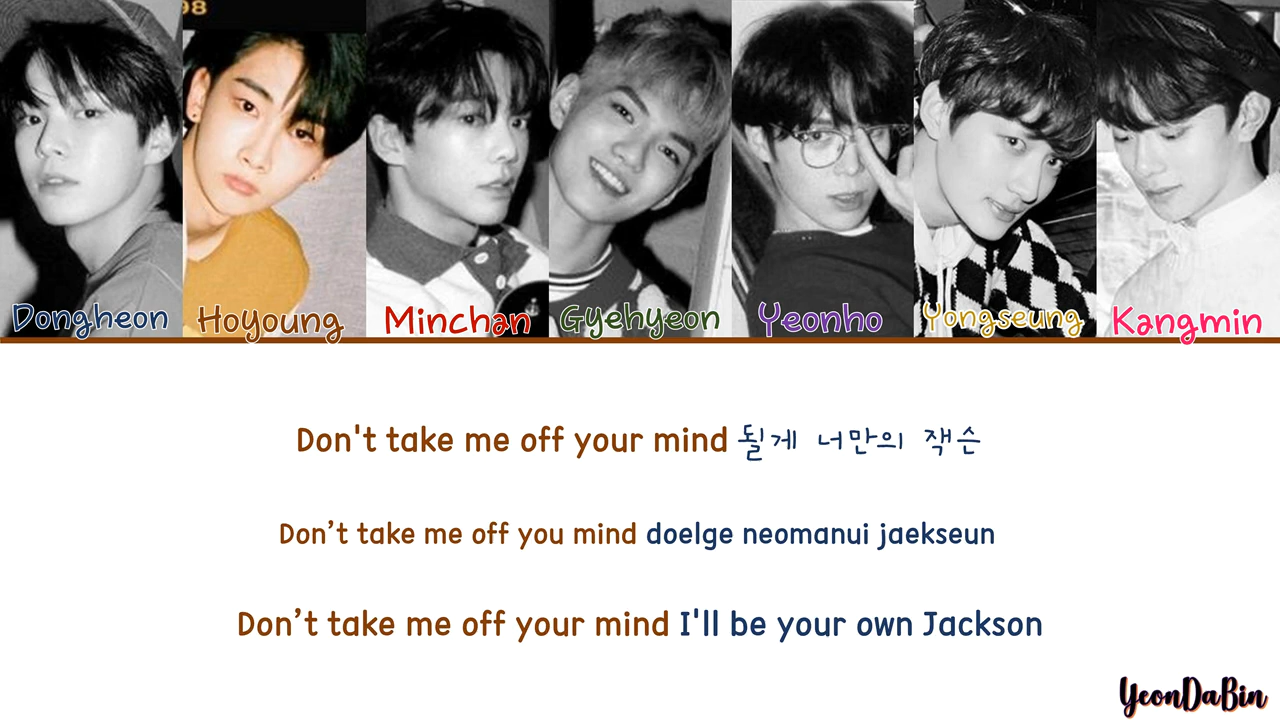 98
Dongheon Hoyoung Minchan Gyehyeon Yeonho Yongseung Kangmin
Don't take me off your mind 될게 너만의 잭슨
Don't take me off you mind doelge neomanui jaekseun
Don't take me off your mind I'll be your own Jackson
YeonDaBin